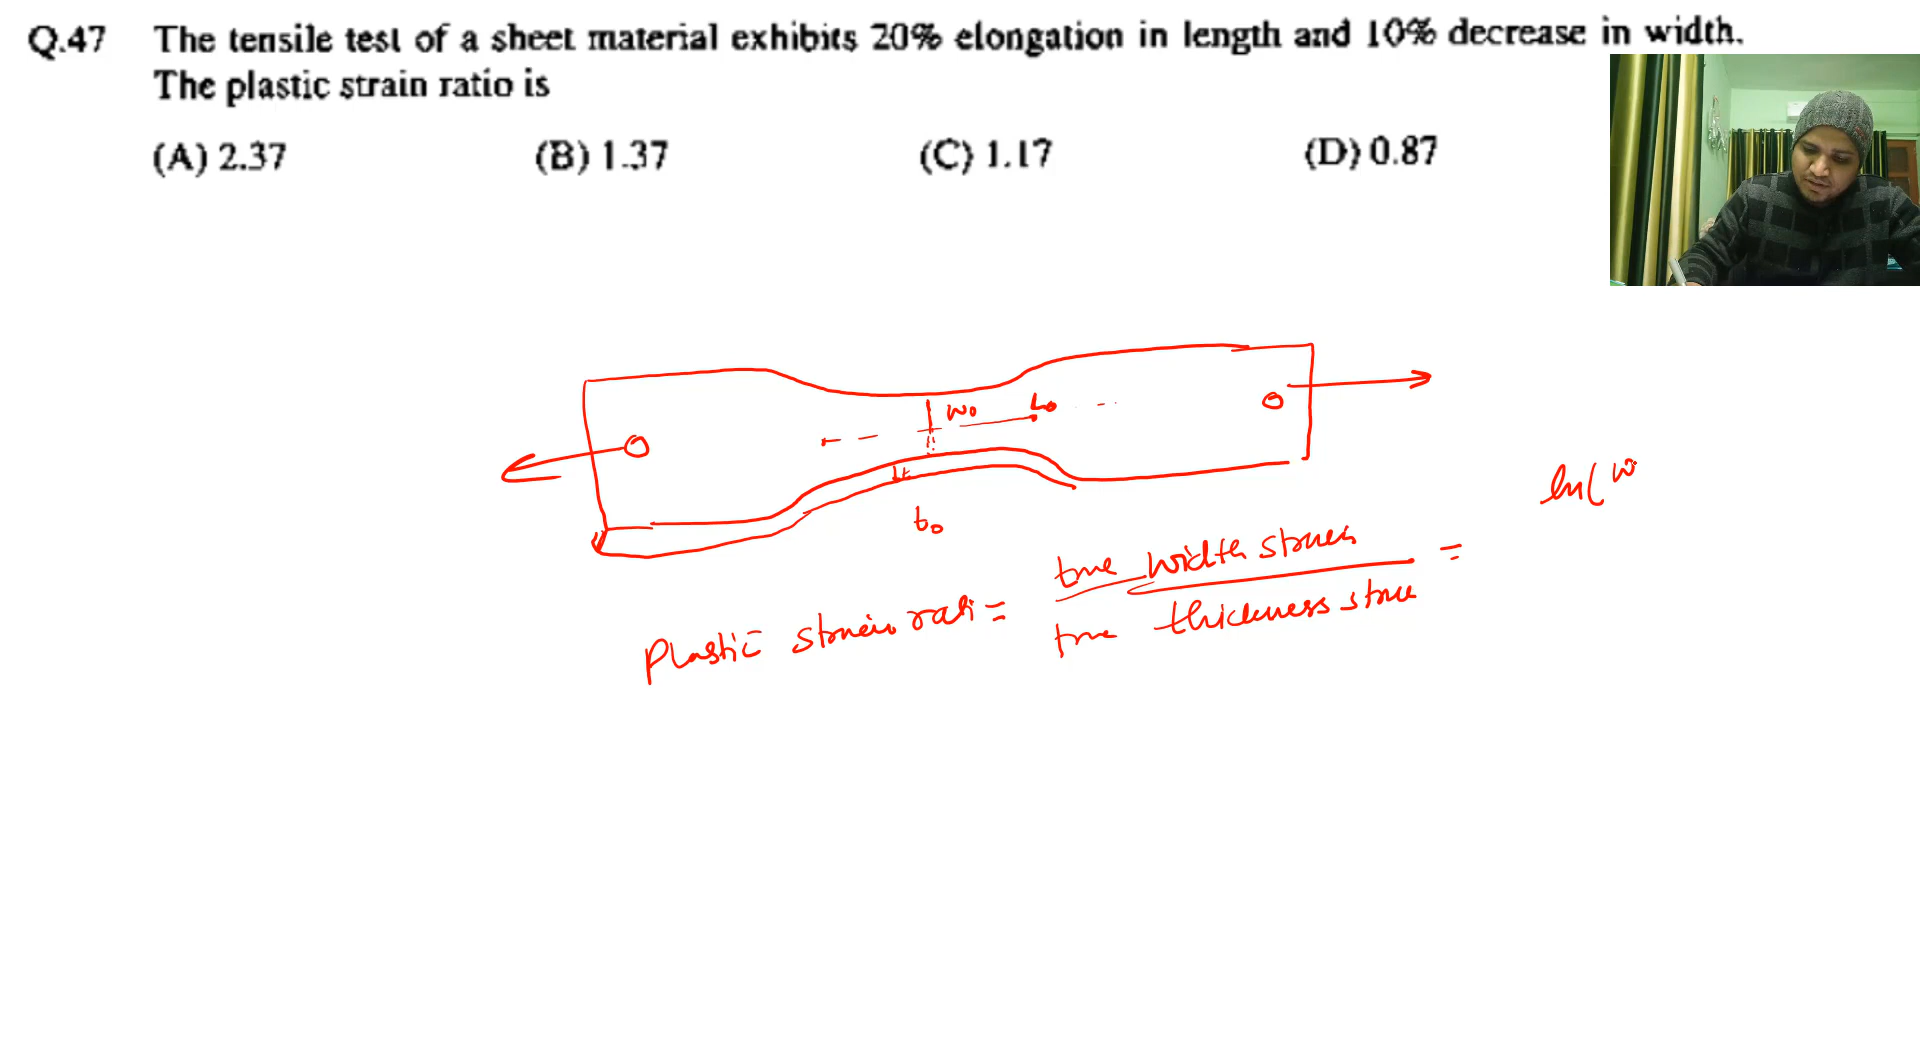 Q.47 The tensile test of a sheet material exhibits 20% elongation in length and 10% decrease in width.
The plastic strain ratio is
(A) 2.37 (B) 1.37 (C) 1.17 (D) 0.87
w₀ L₀
t₀
ln( w
Plastic strain rati = true width strain =
true thickness